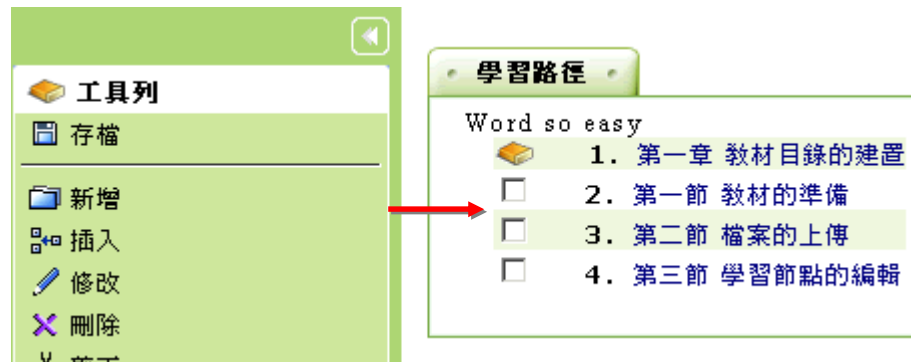 工具列
存檔
新增
插入
修改
刪除
學習路徑
Word so easy
1. 第一章 教材目錄的建置
2. 第一節 教材的準備
3. 第二節 檔案的上傳
4. 第三節 學習節點的編輯